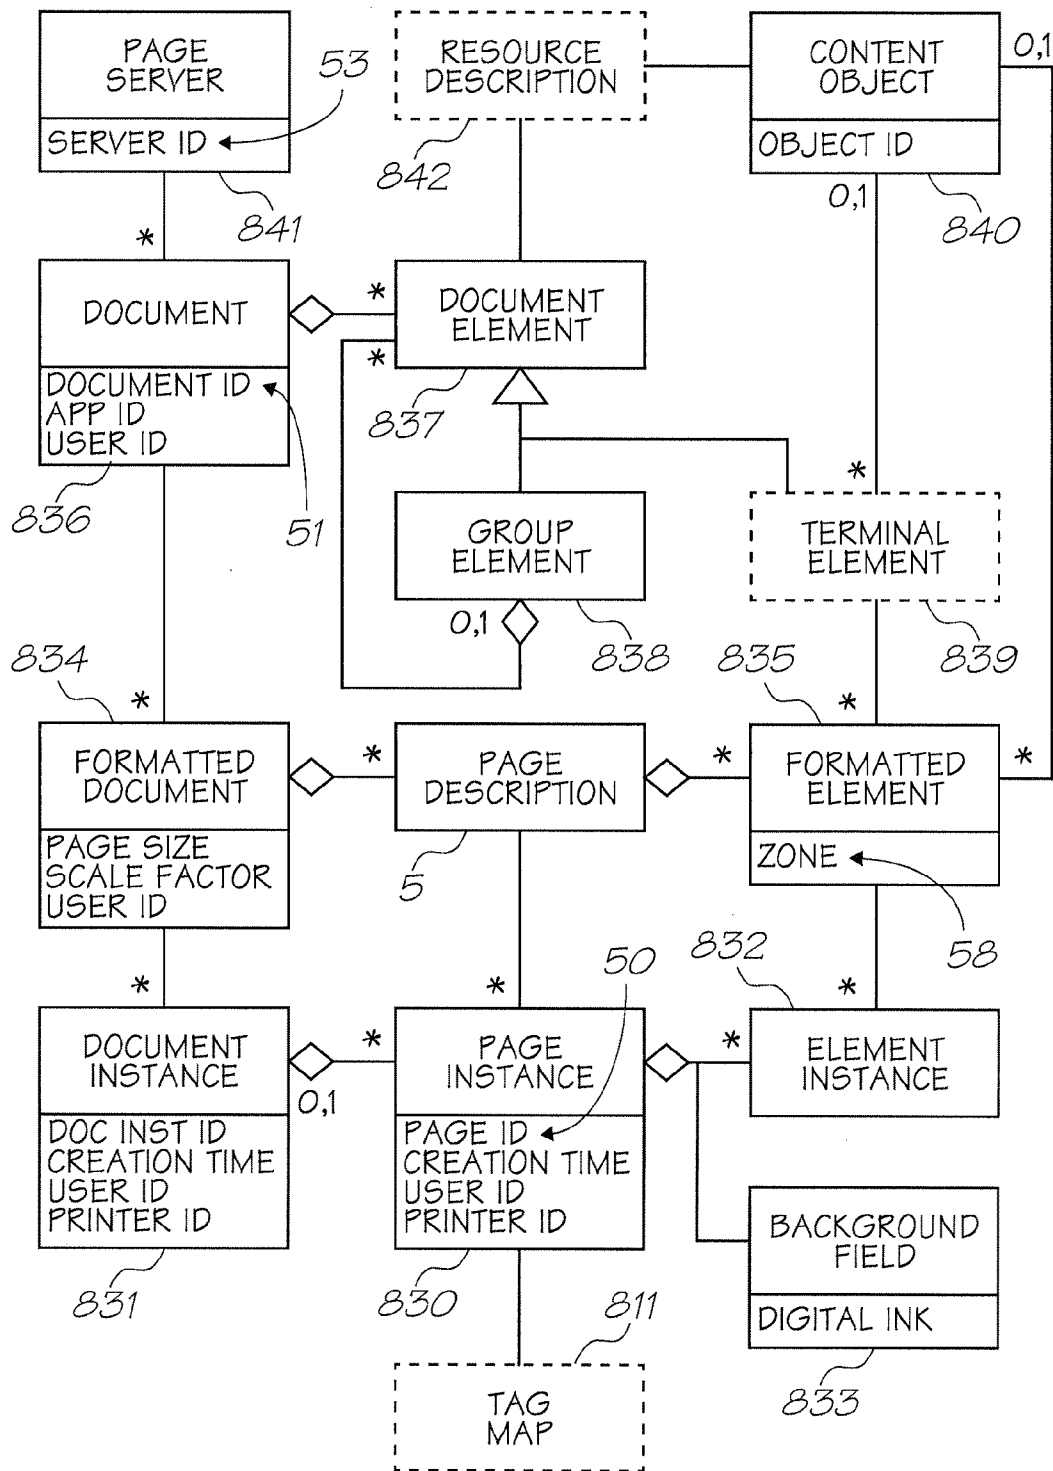 PAGE
SERVER
SERVER ID
53
841
RESOURCE
DESCRIPTION
842
CONTENT
OBJECT
OBJECT ID
0,1
0,1
840
*
DOCUMENT
DOCUMENT ID
APP ID
USER ID
836
51
*
*
DOCUMENT
ELEMENT
837
GROUP
ELEMENT
0,1
838
*
TERMINAL
ELEMENT
839
834
*
FORMATTED
DOCUMENT
PAGE SIZE
SCALE FACTOR
USER ID
*
PAGE
DESCRIPTION
5
*
835
*
FORMATTED
ELEMENT
*
ZONE
58
*
DOCUMENT
INSTANCE
0,1
DOC INST ID
CREATION TIME
USER ID
PRINTER ID
831
*
*
50
PAGE
INSTANCE
PAGE ID
CREATION TIME
USER ID
PRINTER ID
830
*
832
*
ELEMENT
INSTANCE
BACKGROUND
FIELD
DIGITAL INK
833
811
TAG
MAP